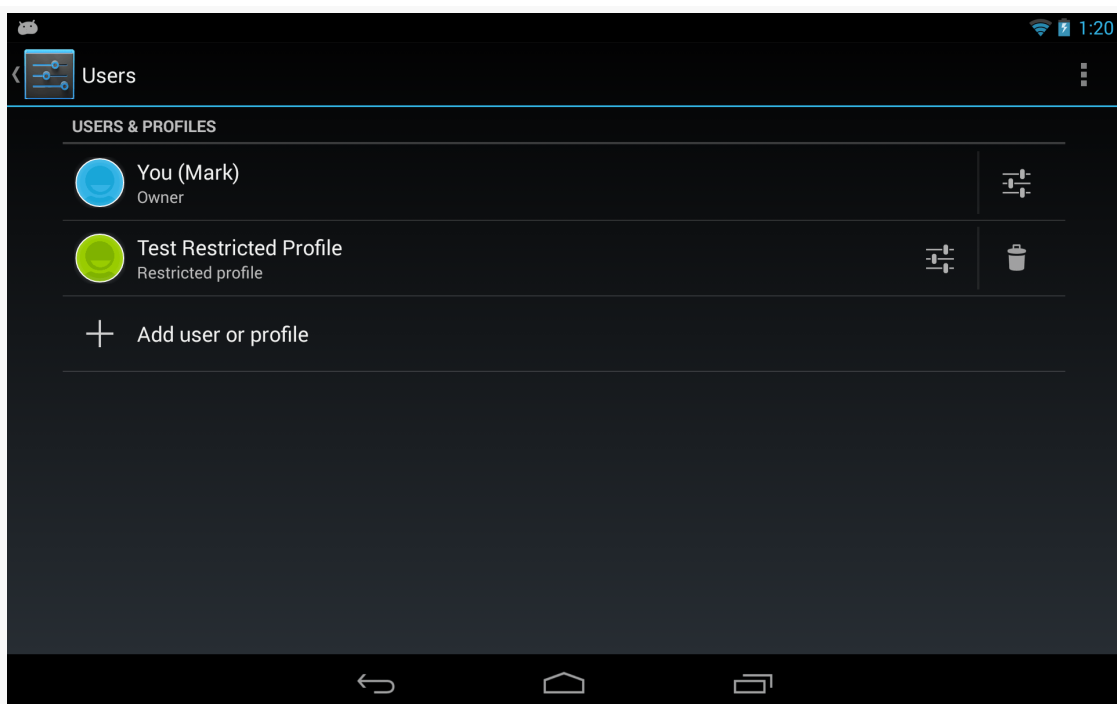 1:20
Users
USERS & PROFILES
You (Mark)
Owner
Test Restricted Profile
Restricted profile
Add user or profile